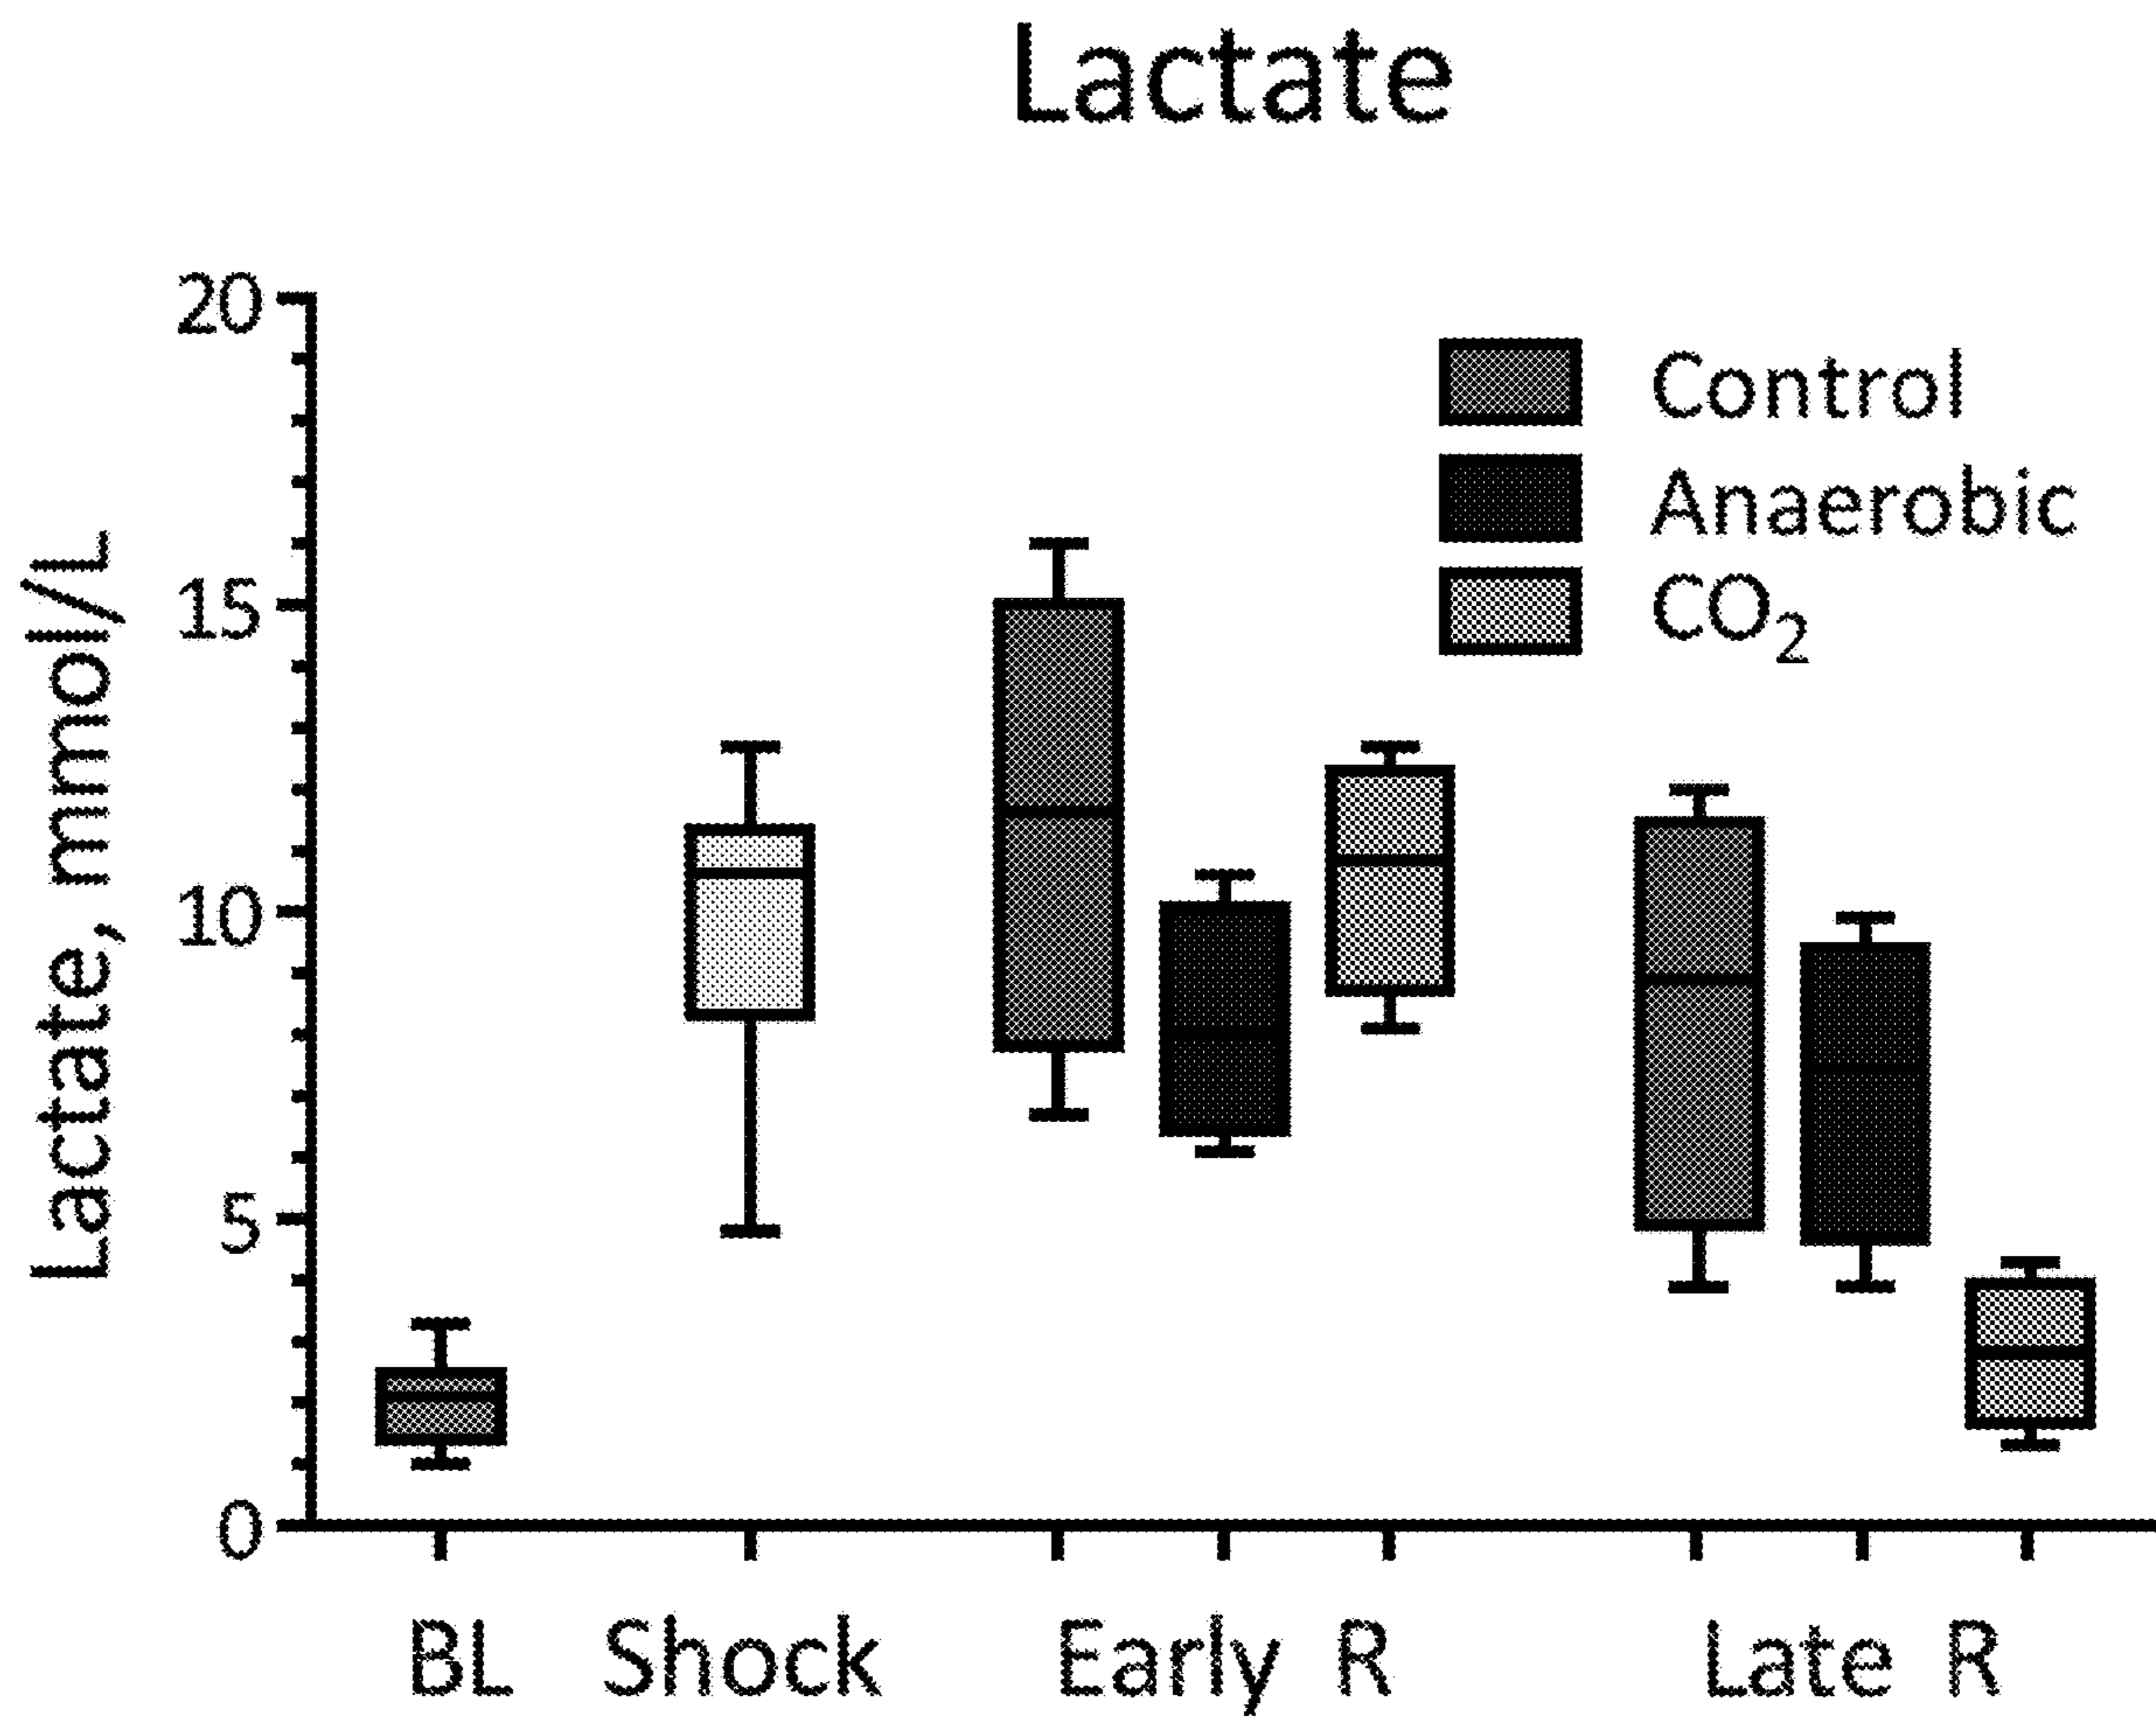 Lactate
Lactate, mmol/L
20
15
10
5
0
Control
Anaerobic
CO₂
BL Shock Early R Late R